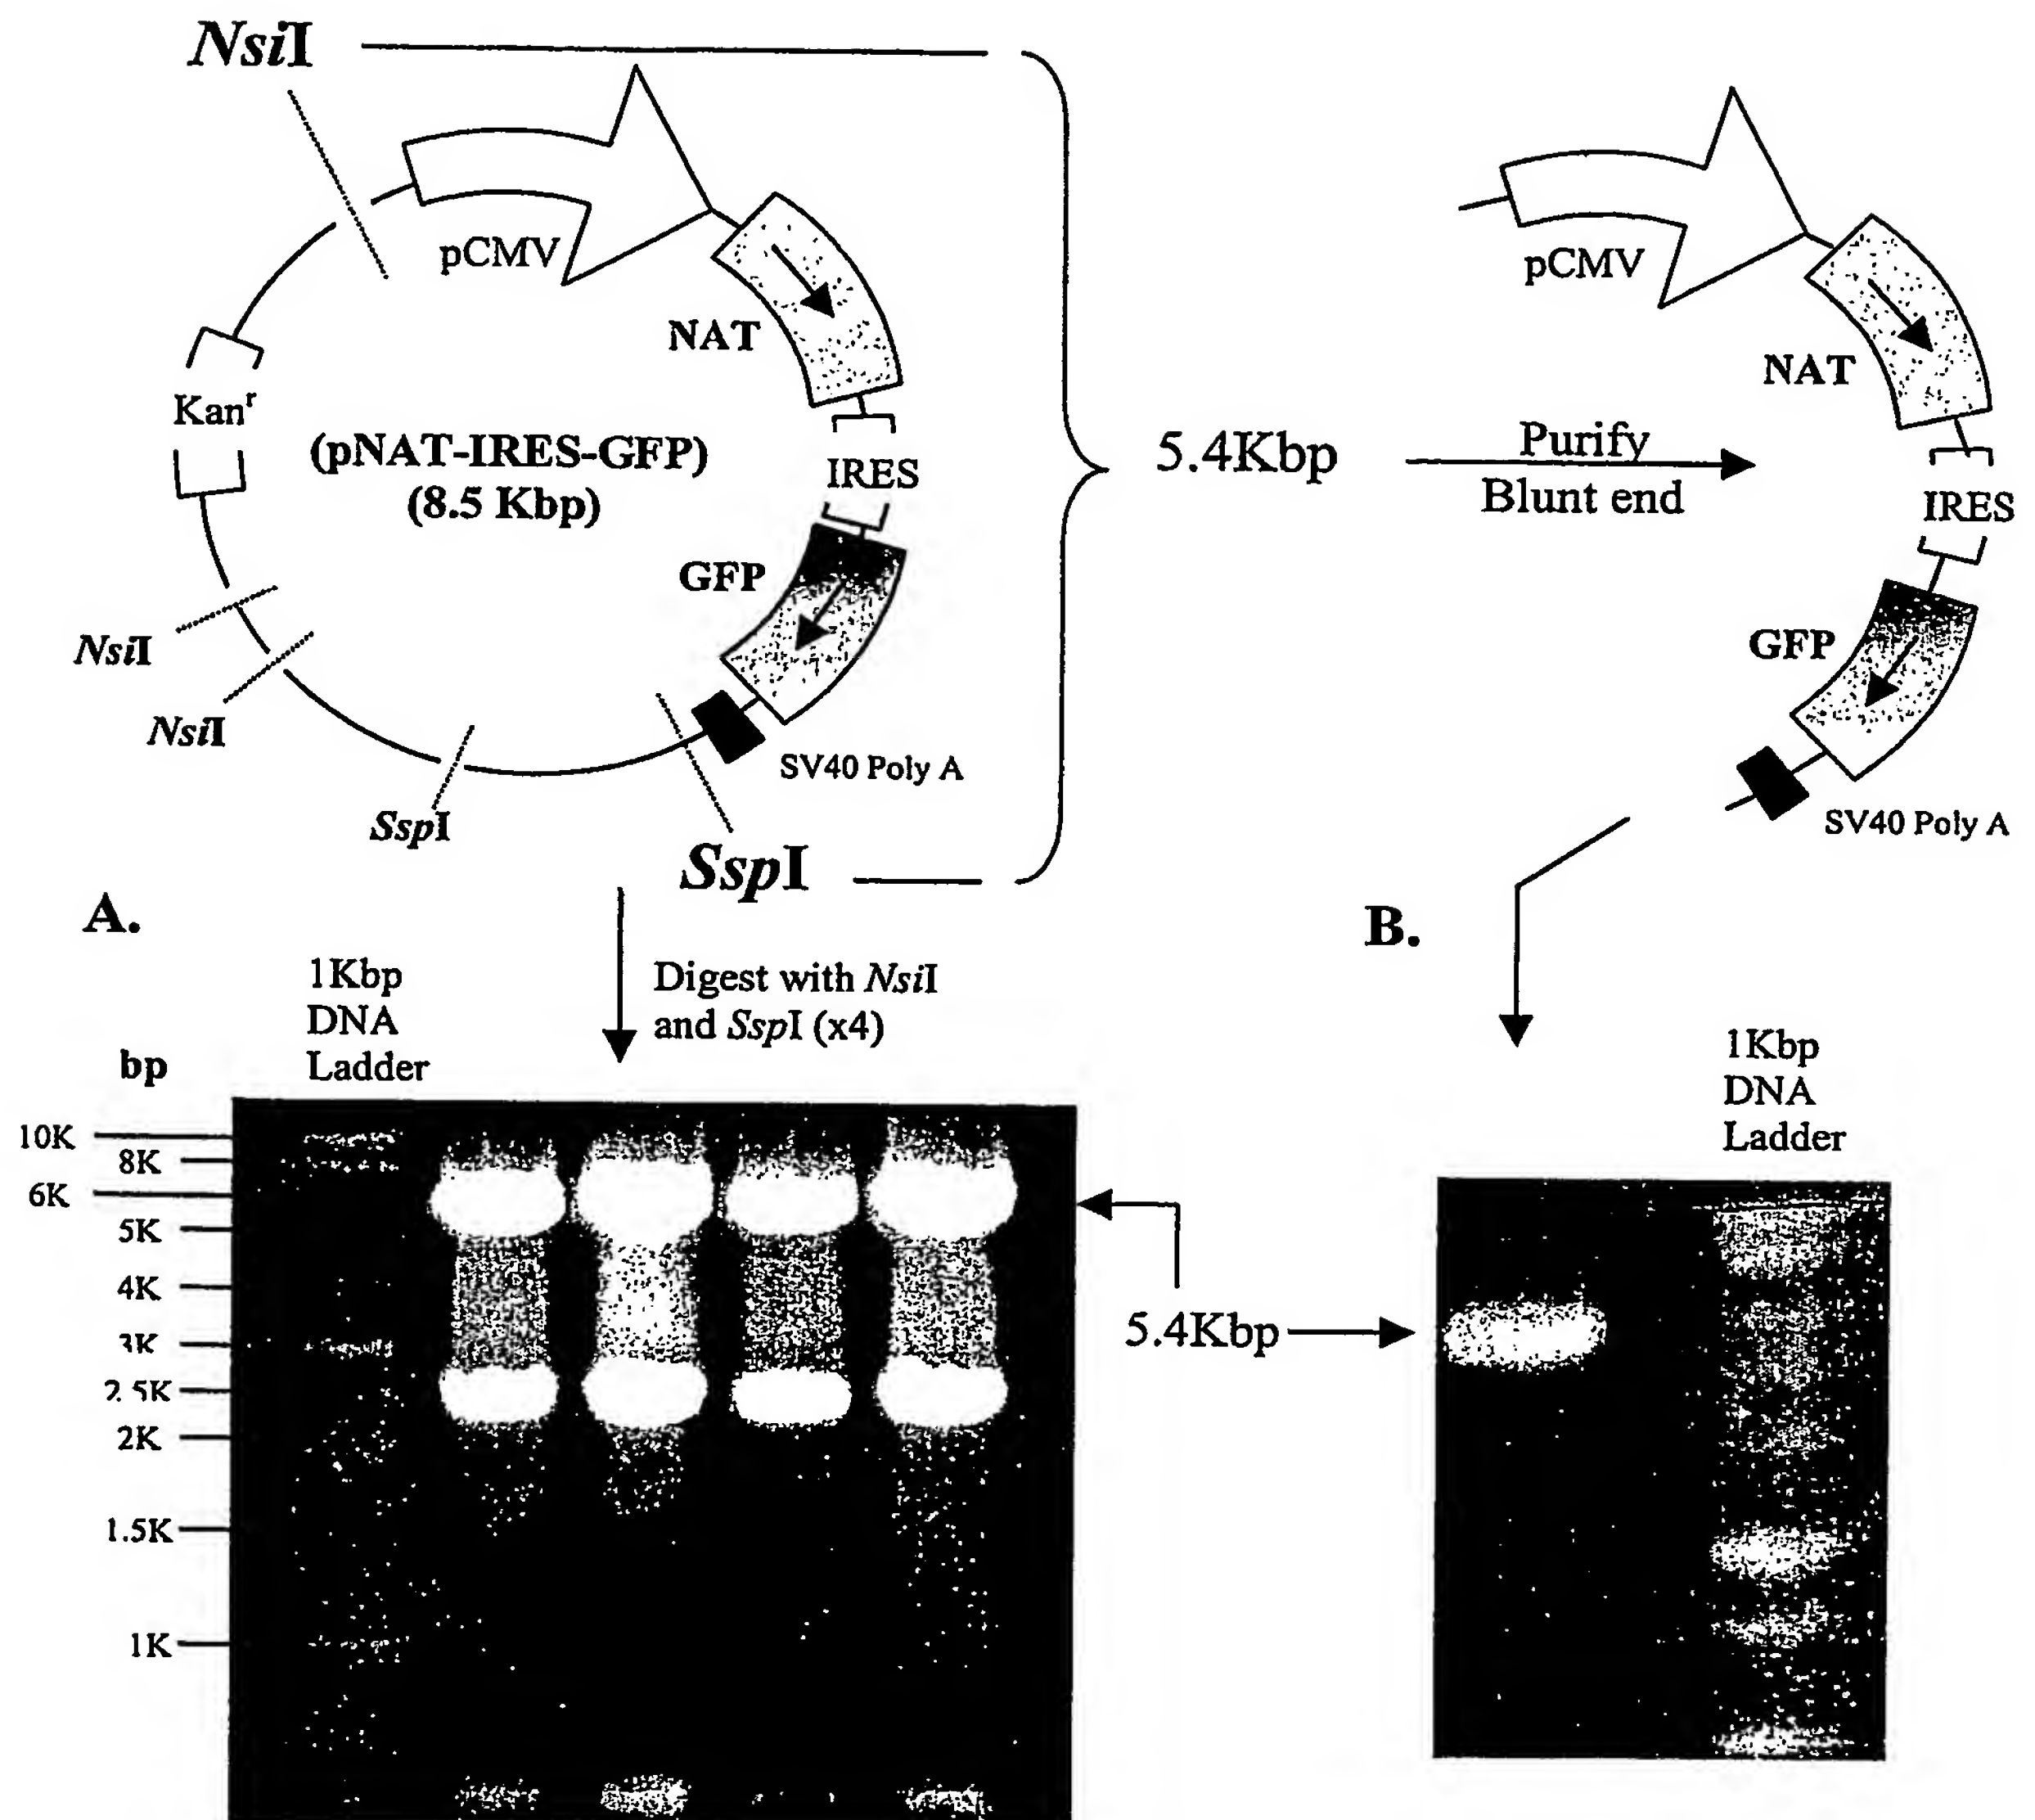 NsiI
pCMV
NAT
Kanʳ
(pNAT-IRES-GFP)
(8.5 Kbp)
IRES
GFP
NsiI
NsiI
SspI
SV40 Poly A
SspI
5.4Kbp
Purify
Blunt end
pCMV
NAT
IRES
GFP
SV40 Poly A
A.
Digest with NsiI
and SspI (x4)
1Kbp
DNA
Ladder
bp
10K
8K
6K
5K
4K
3K
2.5K
2K
1.5K
1K
5.4Kbp
B.
1Kbp
DNA
Ladder